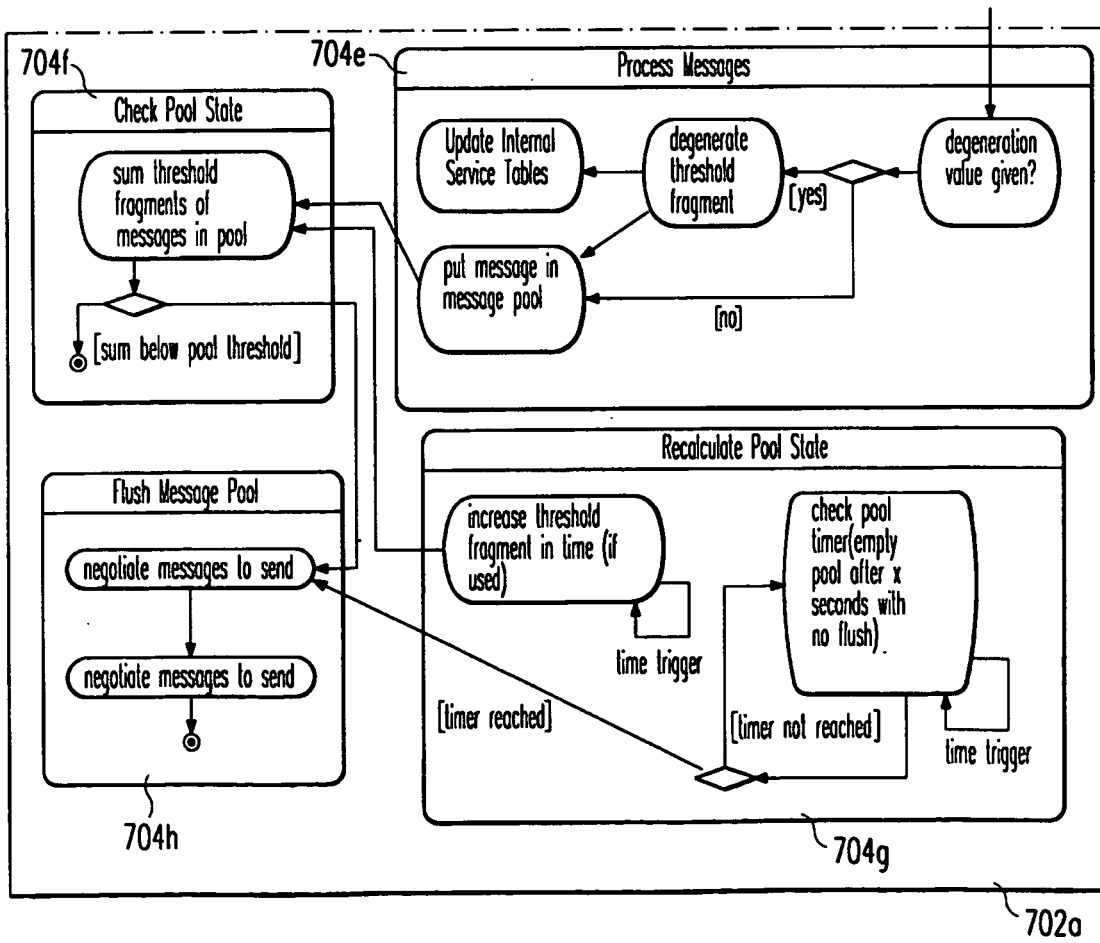 704f
Check Pool State
sum threshold
fragments of
messages in pool
[sum below pool threshold]
704e
Process Messages
Update Internal
Service Tables
degenerate
threshold
fragment
[yes]
degeneration
value given?
put message in
message pool
[no]
Flush Message Pool
negotiate messages to send
negotiate messages to send
704h
Recalculate Pool State
increase threshold
fragment in time (if
used)
time trigger
check pool
timer(empty
pool after x
seconds with
no flush)
[timer reached]
[timer not reached]
time trigger
704g
702a